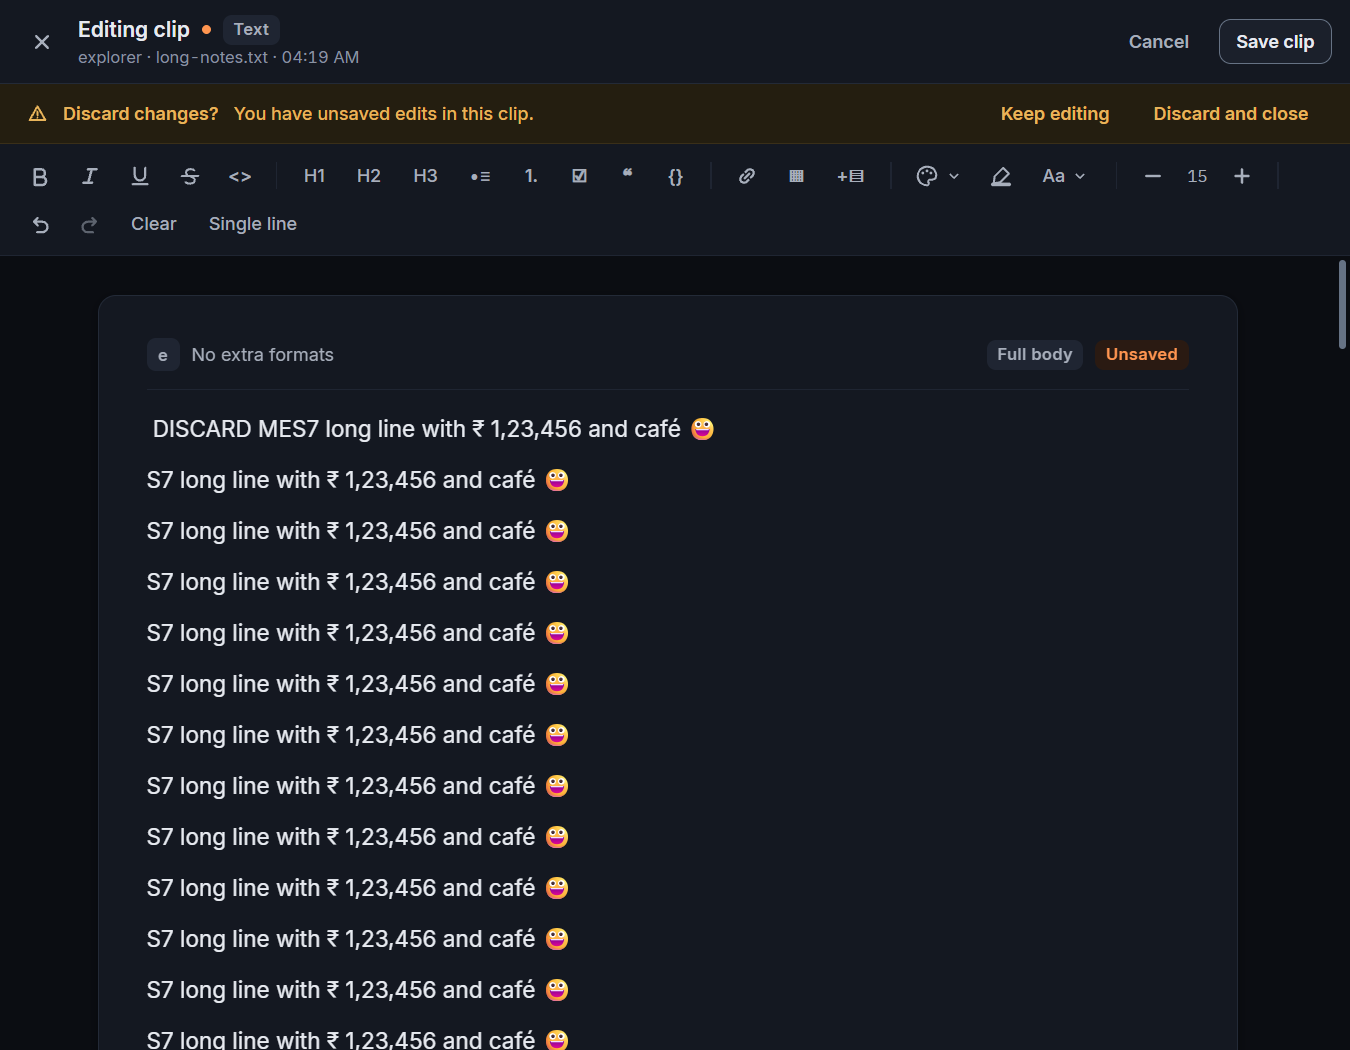 Editing clip Text
explorer · long-notes.txt · 04:19 AM
Cancel
Save clip
Discard changes? You have unsaved edits in this clip.
Keep editing
Discard and close
B I U S <> H1 H2 H3 1. ❝ {} Aa — 15 +
Clear Single line
e No extra formats
Full body
Unsaved
DISCARD MES7 long line with ₹ 1,23,456 and café 😀
S7 long line with ₹ 1,23,456 and café 😀
S7 long line with ₹ 1,23,456 and café 😀
S7 long line with ₹ 1,23,456 and café 😀
S7 long line with ₹ 1,23,456 and café 😀
S7 long line with ₹ 1,23,456 and café 😀
S7 long line with ₹ 1,23,456 and café 😀
S7 long line with ₹ 1,23,456 and café 😀
S7 long line with ₹ 1,23,456 and café 😀
S7 long line with ₹ 1,23,456 and café 😀
S7 long line with ₹ 1,23,456 and café 😀
S7 long line with ₹ 1,23,456 and café 😀
S7 long line with ₹ 1,23,456 and café 😀